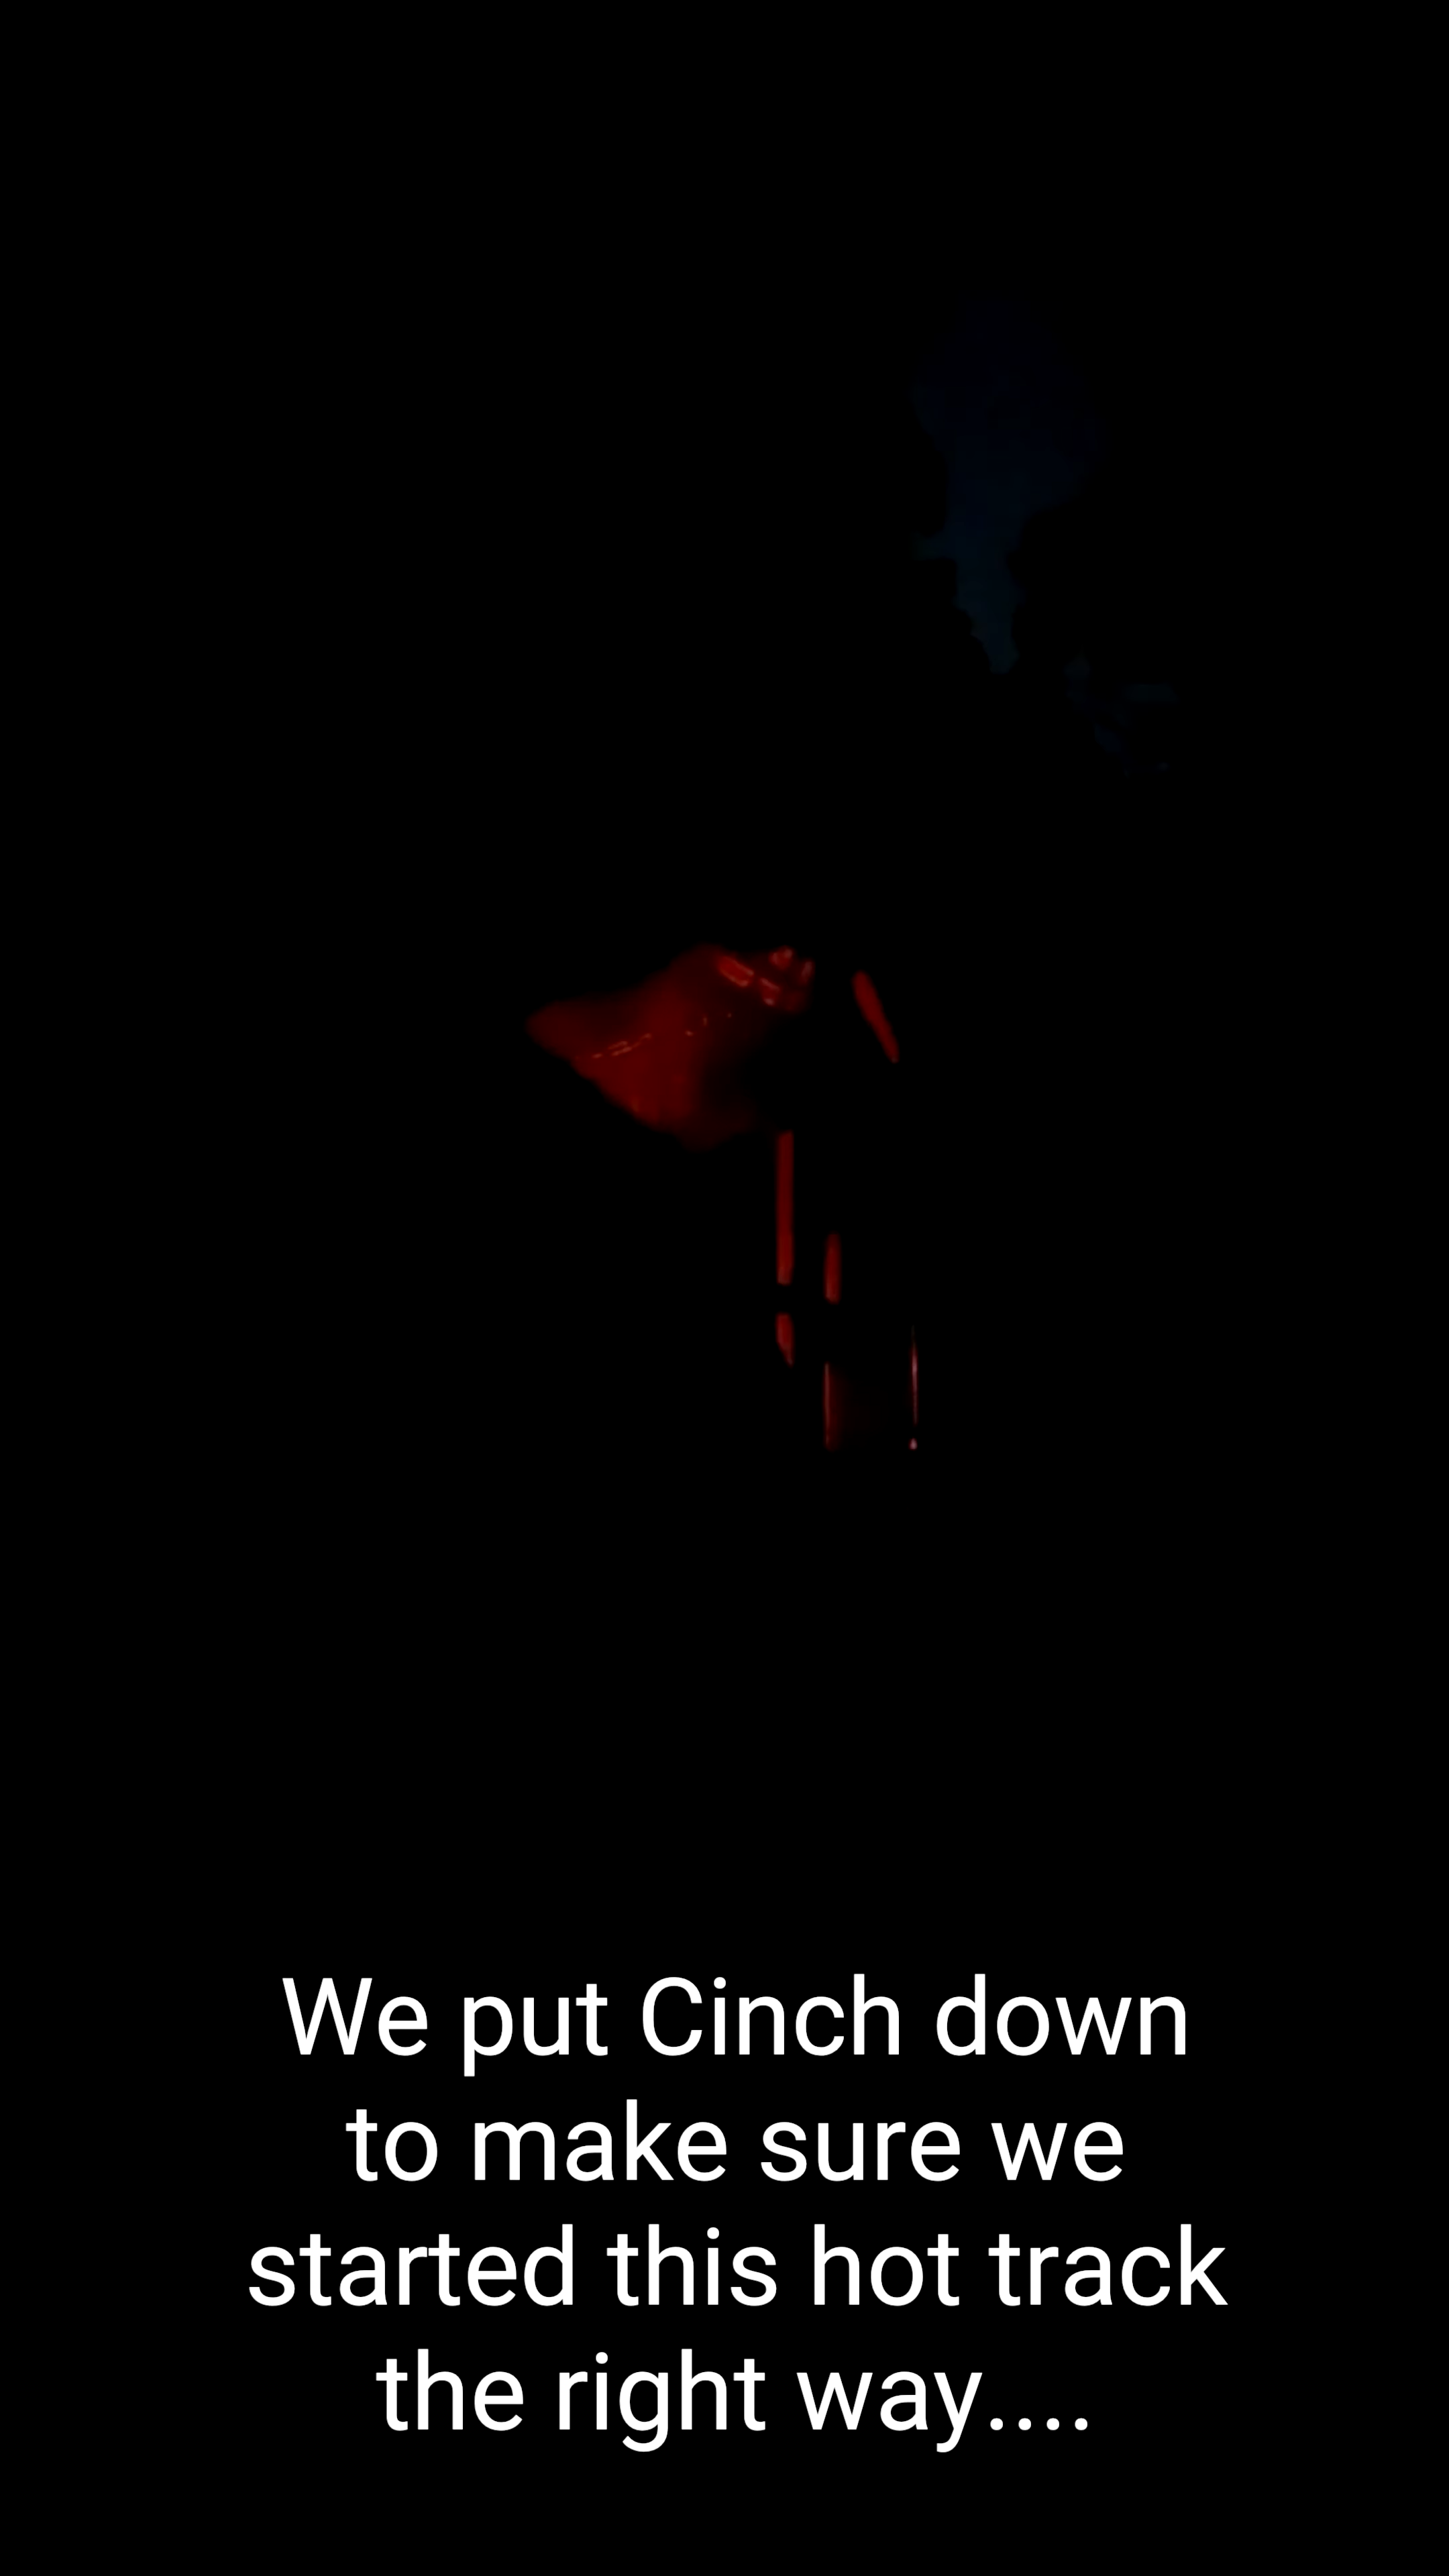 We put Cinch down
to make sure we
started this hot track
the right way....